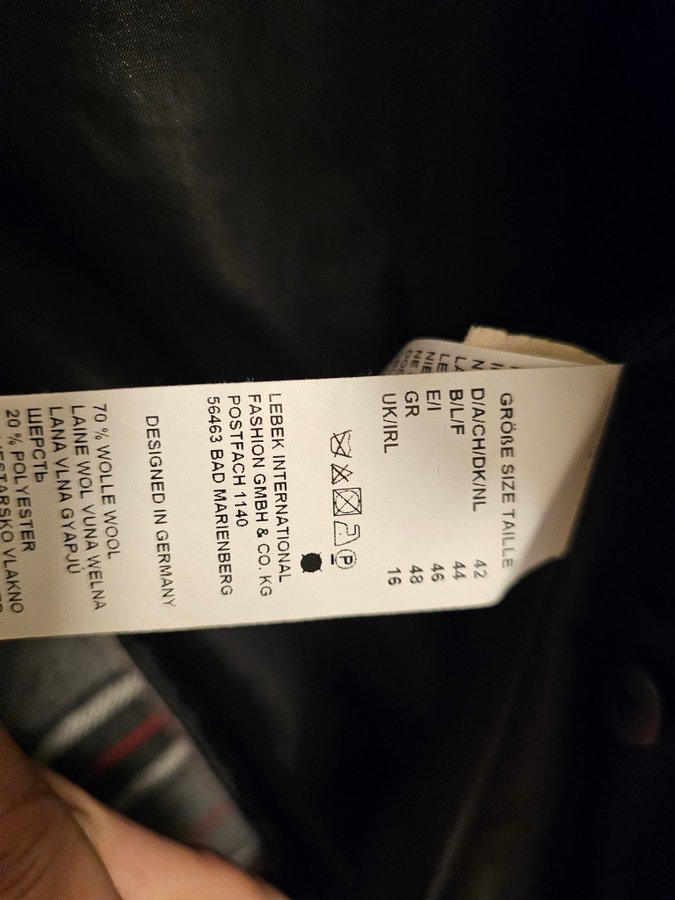 GRÖßE SIZE TAILLE
D/A/CH/DK/NL 42
B/L/F 44
E/I 46
GR 48
UK/IRL 16
P
LEBEK INTERNATIONAL
FASHION GMBH & CO. KG
POSTFACH 1140
56463 BAD MARIENBERG
DESIGNED IN GERMANY
70 % WOLLE WOOL
LAINE WOL VUNA WEŁNA
LANA VLNA GYAPJÚ
ШЕРСТЬ
20 % POLYESTER
VLAKNO